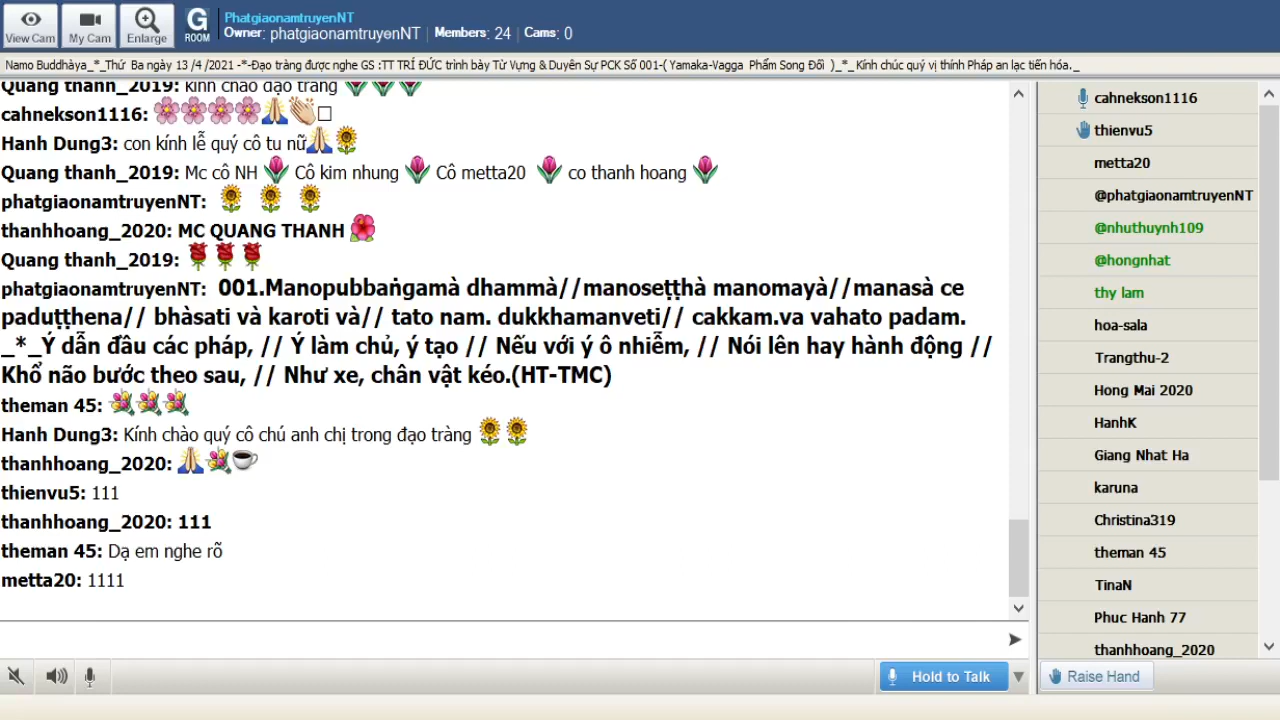 View Cam
My Cam
Enlarge
G
ROOM
PhatgiaonamtruyenNT
Owner: phatgiaonamtruyenNT | Members: 24 | Cams: 0
Namo Buddhàya_*_Thứ Ba ngày 13 /4 /2021 -*-Đạo tràng được nghe GS :TT TRÍ ĐỨC trình bày Từ Vựng & Duyên Sự PCK Số 001-( Yamaka-Vagga Phẩm Song Đối )_*_ Kính chúc quý vị thính Pháp an lạc tiến hóa._
Quang thanh_2019: kính chào đạo tràng
cahnekson1116:
Hanh Dung3: con kính lễ quý cô tu nữ
Quang thanh_2019: Mc cô NH Cô kim nhung Cô metta20 co thanh hoang
phatgiaonamtruyenNT:
thanhhoang_2020: MC QUANG THANH
Quang thanh_2019:
phatgiaonamtruyenNT: 001.Manopubbaṅgamà dhammà//manoseṭṭhà manomayà//manasà ce
paduṭṭhena// bhàsati và karoti và// tato nam. dukkhamanveti// cakkam.va vahato padam.
_*_Ý dẫn đầu các pháp, // Ý làm chủ, ý tạo // Nếu với ý ô nhiễm, // Nói lên hay hành động //
Khổ não bước theo sau, // Như xe, chân vật kéo.(HT-TMC)
theman 45:
Hanh Dung3: Kính chào quý cô chú anh chị trong đạo tràng
thanhhoang_2020:
thienvu5: 111
thanhhoang_2020: 111
theman 45: Dạ em nghe rõ
metta20: 1111
Hold to Talk
cahnekson1116
thienvu5
metta20
@phatgiaonamtruyenNT
@nhuthuynh109
@hongnhat
thy lam
hoa-sala
Trangthu-2
Hong Mai 2020
HanhK
Giang Nhat Ha
karuna
Christina319
theman 45
TinaN
Phuc Hanh 77
thanhhoang_2020
Raise Hand